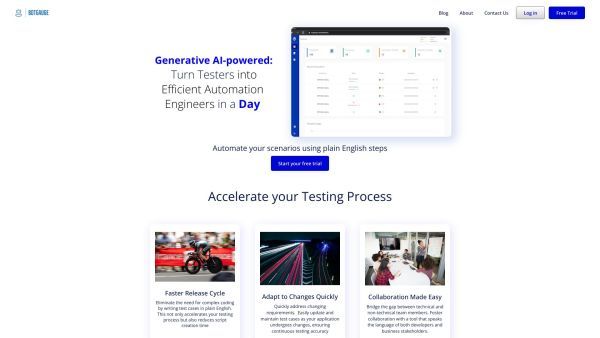 BOTGAUGE
Blog
About
Contact Us
Log in
Free Trial
Generative AI-powered:
Turn Testers into
Efficient Automation
Engineers in a Day
Automate your scenarios using plain English steps
Start your free trial
Accelerate your Testing Process
Faster Release Cycle
Eliminate the need for complex coding
by writing test cases in plain English.
This not only accelerates your testing
process but also reduces script
creation time
Adapt to Changes Quickly
Quickly address changing
requirements. Easily update and
maintain test cases as your application
undergoes changes, ensuring
continuous testing accuracy
Collaboration Made Easy
Bridge the gap between technical and
non-technical team members. Foster
collaboration with a tool that speaks
the language of both developers and
business stakeholders.